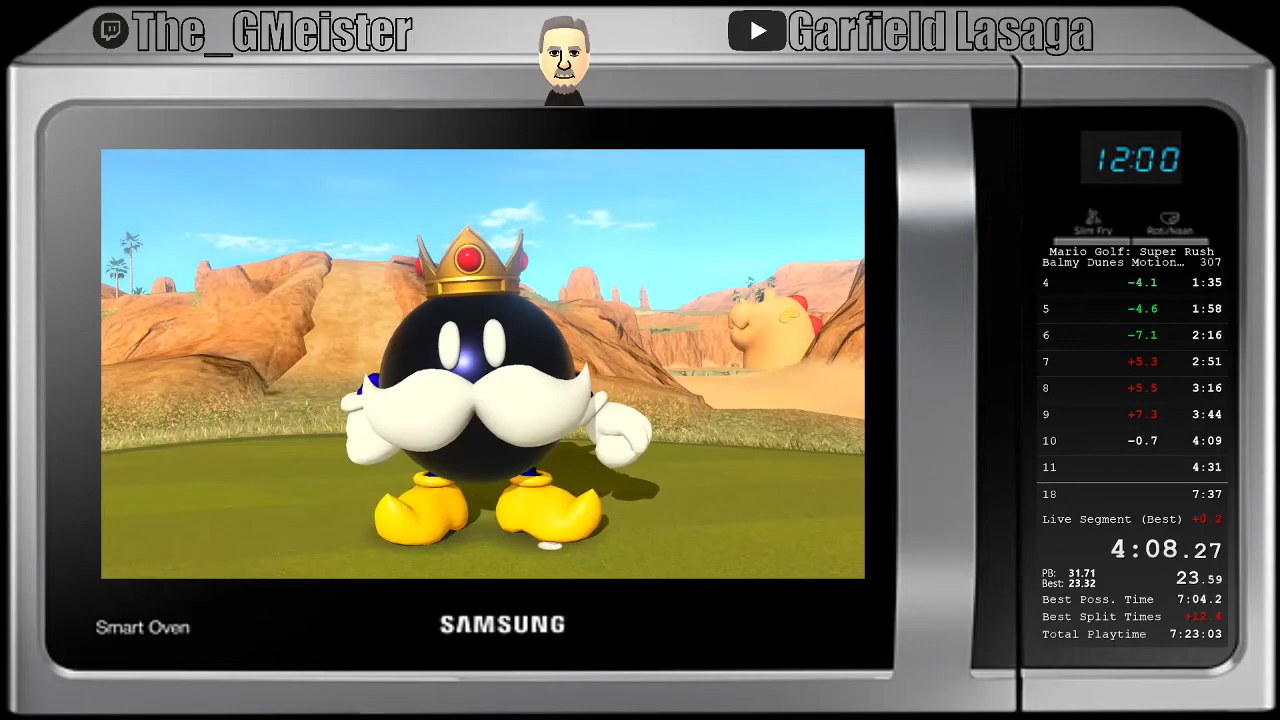 The_GMeister
Garfield Lasaga
12:00
Slim Fry
Roti/Naan
Mario Golf: Super Rush
Balmy Dunes Motion… 307
4 -4.1 1:35
5 -4.6 1:58
6 -7.1 2:16
7 +5.3 2:51
8 +5.5 3:16
9 +7.3 3:44
10 -0.7 4:09
11 4:31
18 7:37
Live Segment (Best) +0.2
4:08.27
PB: 31.71
Best: 23.32
23.59
Best Poss. Time 7:04.2
Best Split Times +12.4
Total Playtime 7:23:03
Smart Oven
SAMSUNG